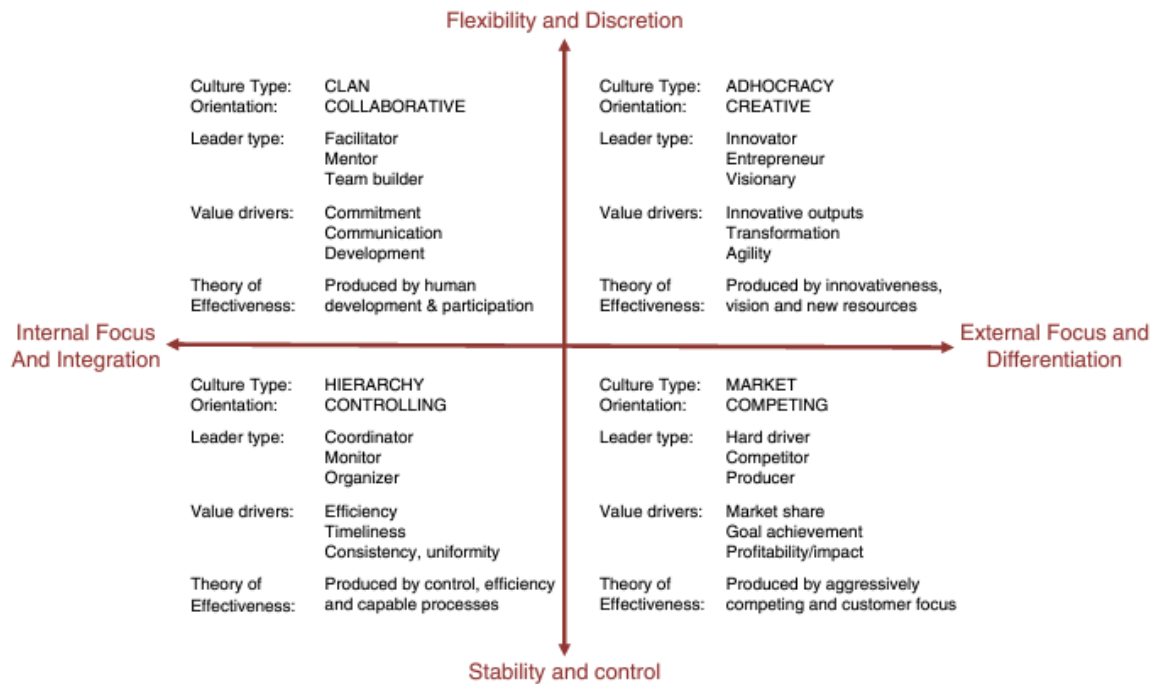 Flexibility and Discretion
Culture Type: CLAN
Orientation: COLLABORATIVE
Leader type: Facilitator
Mentor
Team builder
Value drivers: Commitment
Communication
Development
Theory of Produced by human
Effectiveness: development & participation
Culture Type: ADHOCRACY
Orientation: CREATIVE
Leader type: Innovator
Entrepreneur
Visionary
Value drivers: Innovative outputs
Transformation
Agility
Theory of Produced by innovativeness,
Effectiveness: vision and new resources
Internal Focus
And Integration
External Focus and
Differentiation
Culture Type: HIERARCHY
Orientation: CONTROLLING
Leader type: Coordinator
Monitor
Organizer
Value drivers: Efficiency
Timeliness
Consistency, uniformity
Theory of Produced by control, efficiency
Effectiveness: and capable processes
Culture Type: MARKET
Orientation: COMPETING
Leader type: Hard driver
Competitor
Producer
Value drivers: Market share
Goal achievement
Profitability/impact
Theory of Produced by aggressively
Effectiveness: competing and customer focus
Stability and control